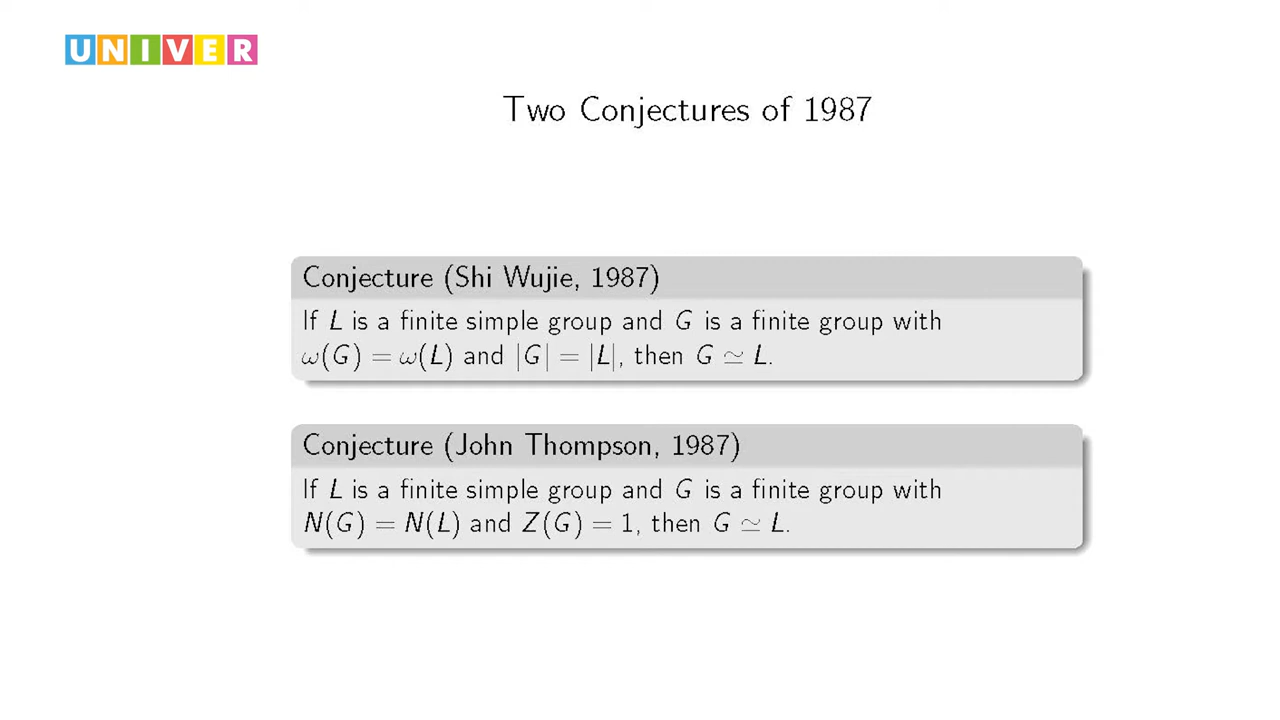 UNIVER
Two Conjectures of 1987
Conjecture (Shi Wujie, 1987)
If L is a finite simple group and G is a finite group with
ω(G) = ω(L) and |G| = |L|, then G ≃ L.
Conjecture (John Thompson, 1987)
If L is a finite simple group and G is a finite group with
N(G) = N(L) and Z(G) = 1, then G ≃ L.